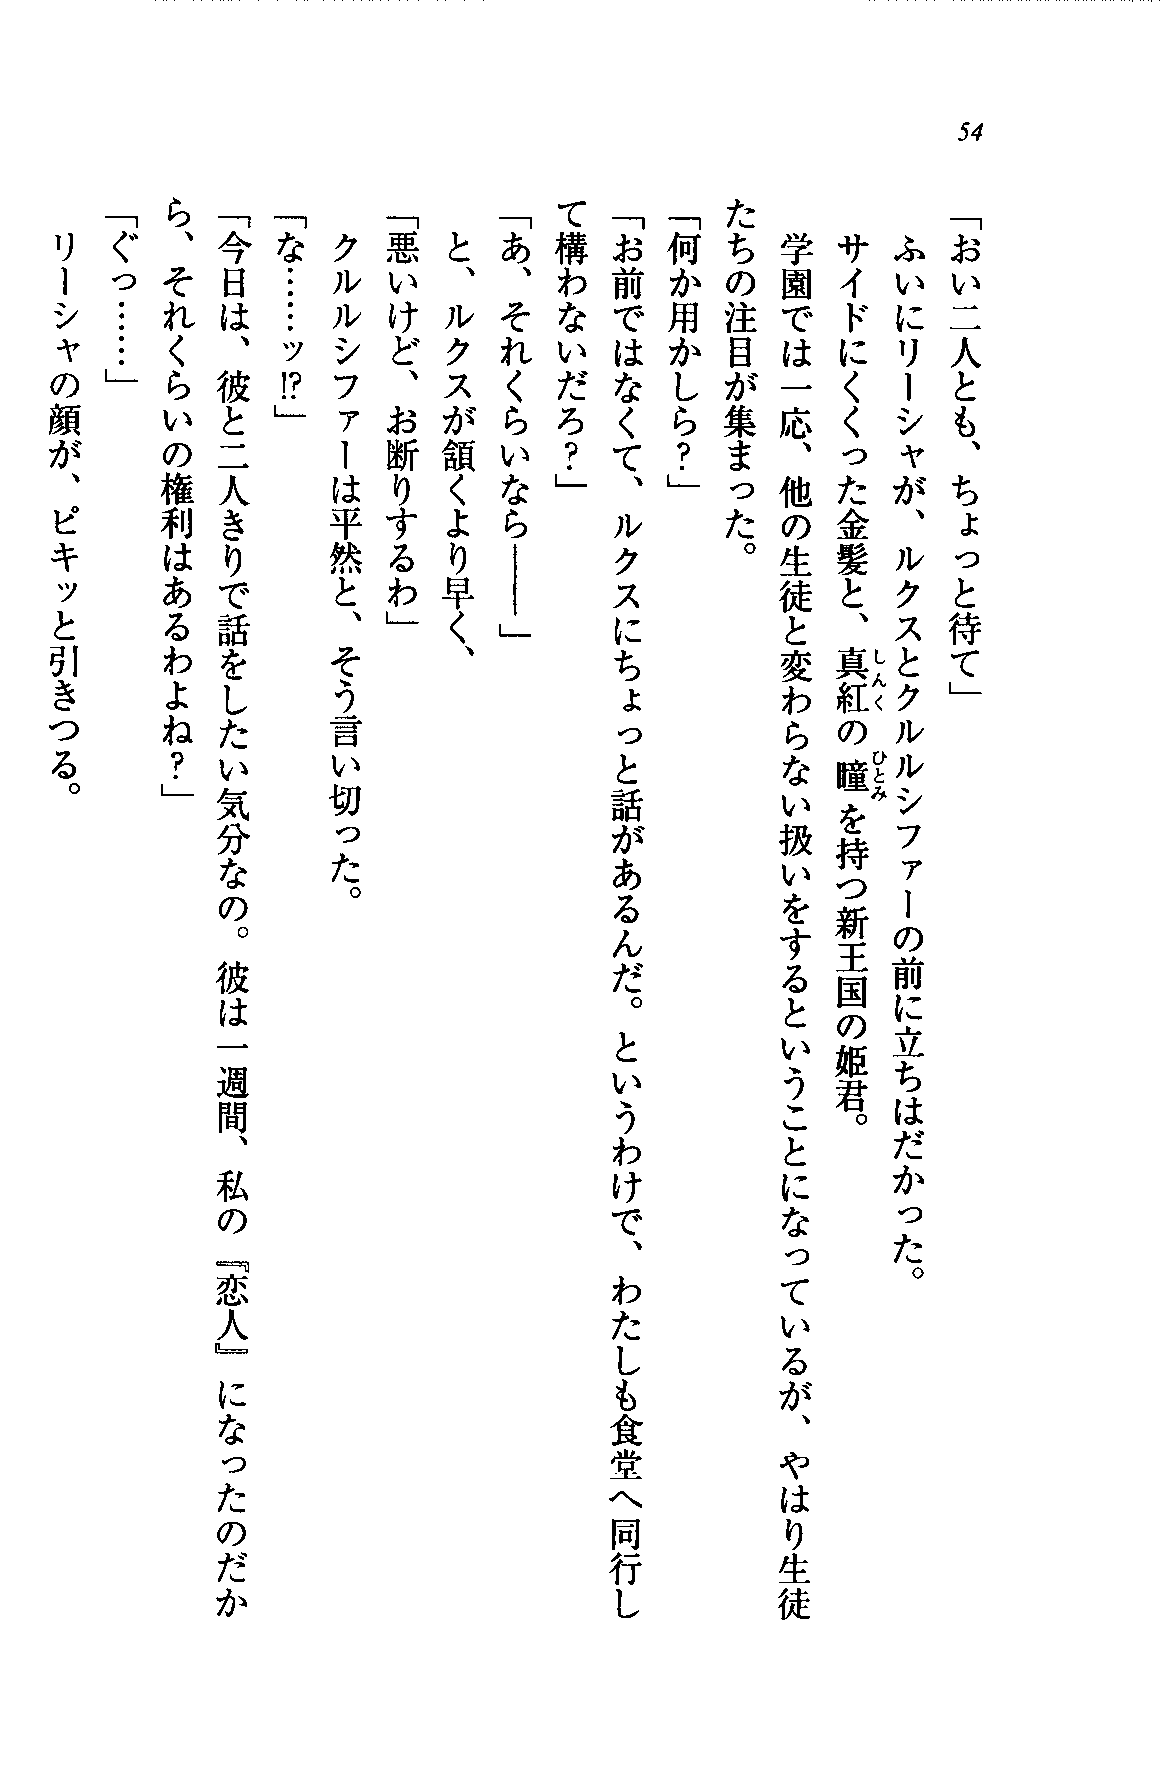 54
「おい二人とも、ちょっと待て」
ふいにリーシャが、ルクスとクルルシファーの前に立ちはだかった。
サイドにくくった金髪と、真紅の瞳を持つ新王国の姫君。
しんく
ひとみ
学園では一応、他の生徒と変わらない扱いをするということになっているが、やはり生徒
たちの注目が集まった。
「何か用かしら?」
「お前ではなくて、ルクスにちょっと話があるんだ。というわけで、わたしも食堂へ同行し
て構わないだろ?」
「あ、それくらいなら――」
と、ルクスが頷くより早く、
「悪いけど、お断りするわ」
クルルシファーは平然と、そう言い切った。
「な……ッ!?」
「今日は、彼と二人きりで話をしたい気分なの。彼は一週間、私の『恋人』になったのだか
ら、それくらいの権利はあるわよね?」
「ぐっ……」
リーシャの顔が、ピキッと引きつる。